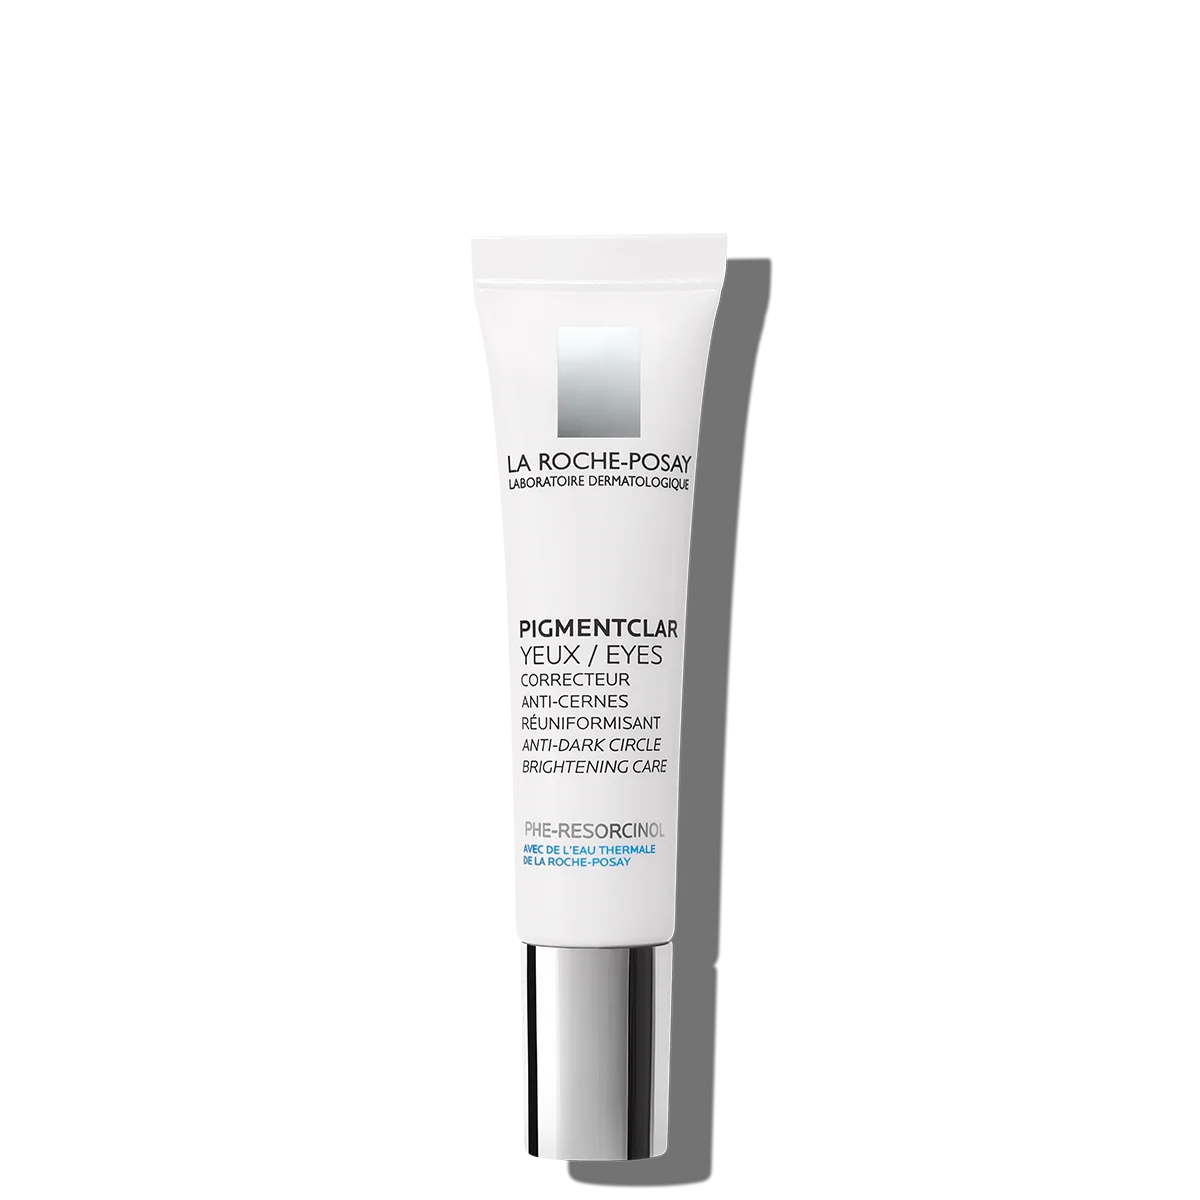 LA ROCHE-POSAY
LABORATOIRE DERMATOLOGIQUE
PIGMENTCLAR
YEUX / EYES
CORRECTEUR
ANTI-CERNES
RÉUNIFORMISANT
ANTI-DARK CIRCLE
BRIGHTENING CARE
PHE-RESORCINOL
AVEC DE L'EAU THERMALE
DE LA ROCHE-POSAY